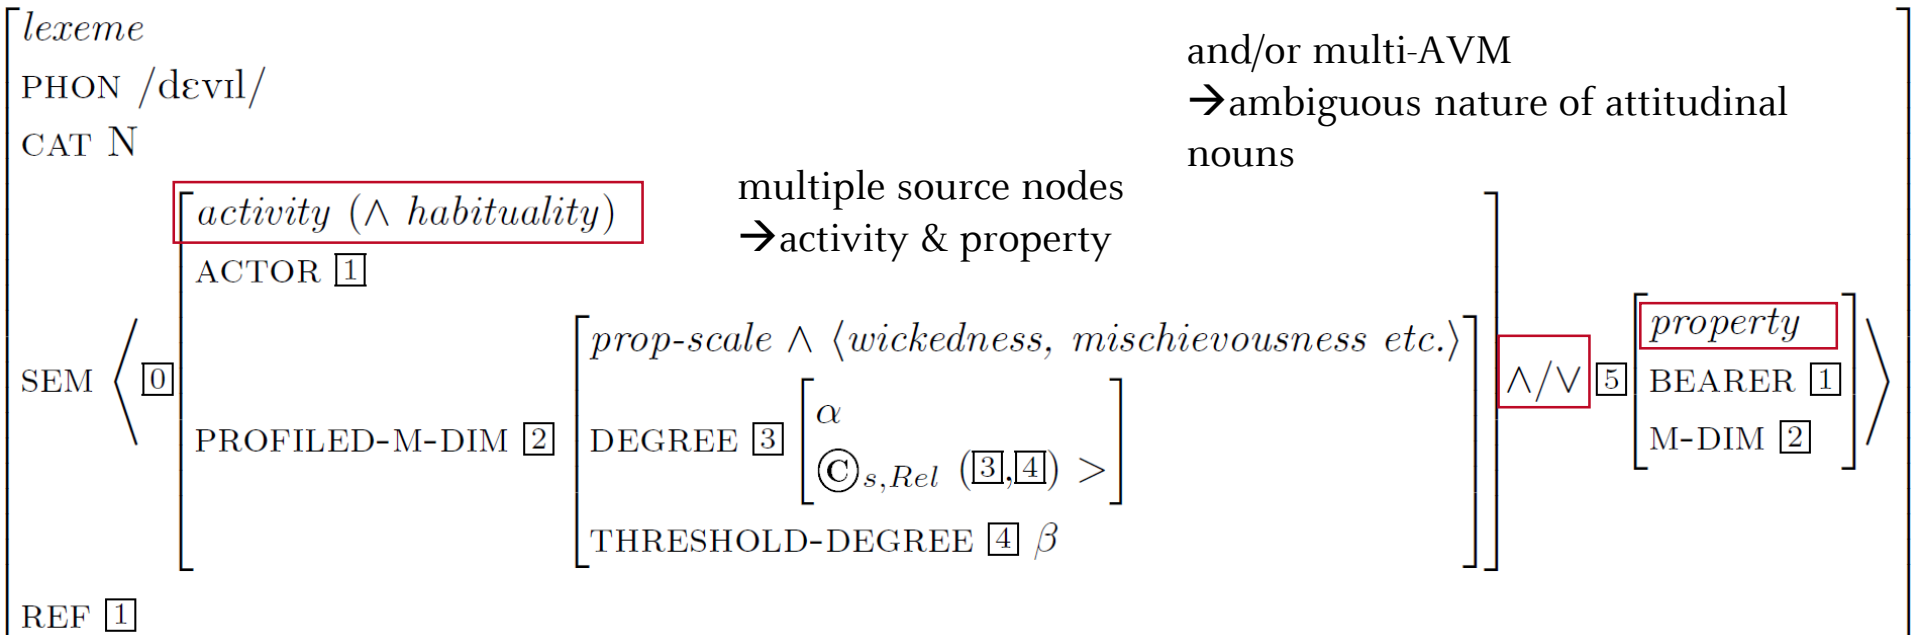 lexeme
PHON /dɛvɪl/
CAT N
and/or multi-AVM
→ambiguous nature of attitudinal
nouns
multiple source nodes
→activity & property
activity (∧ habituality)
ACTOR 1
prop-scale ∧ ⟨wickedness, mischievousness etc.⟩
SEM ⟨ 0 PROFILED-M-DIM 2 DEGREE 3 α
©s,Rel (3,4) >
THRESHOLD-DEGREE 4 β
∧/∨ 5 property
BEARER 1
M-DIM 2 ⟩
REF 1